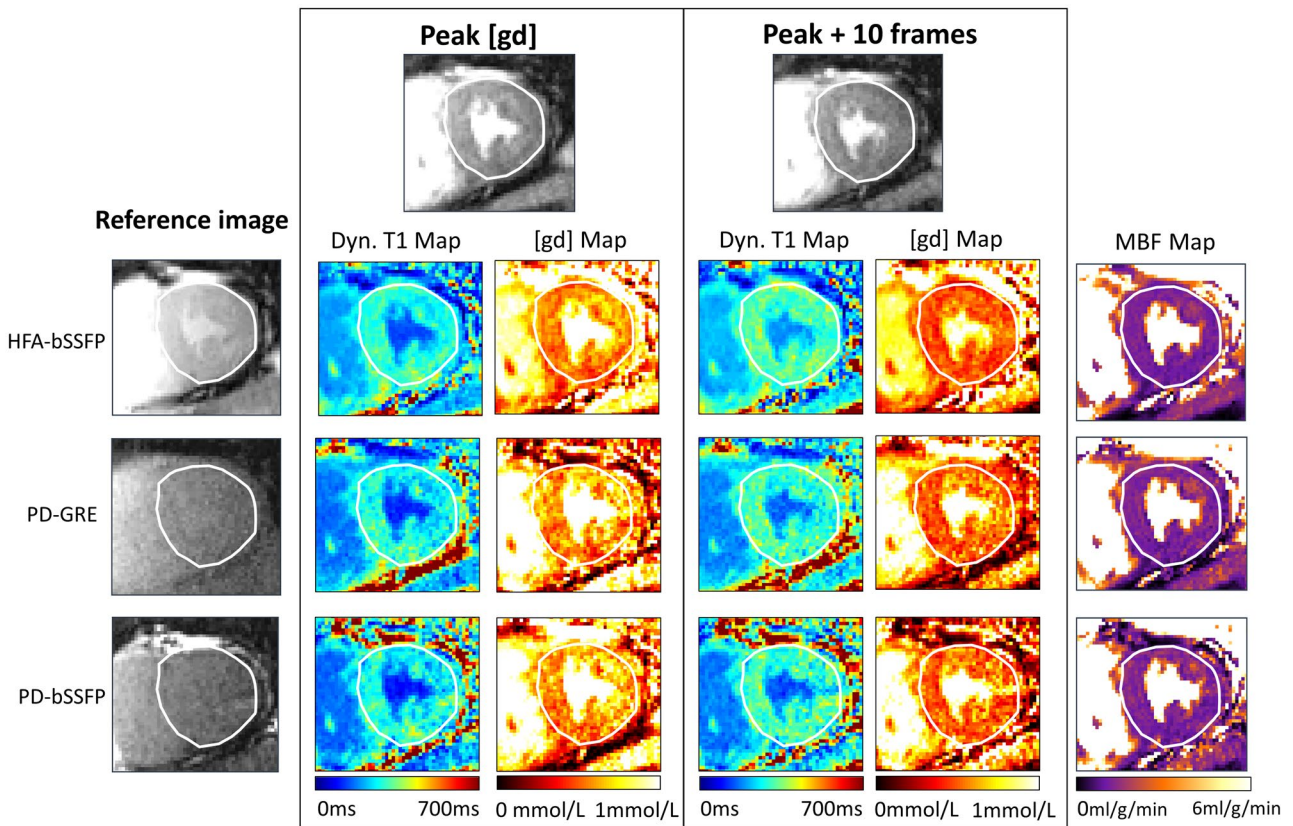 Peak [gd]
Peak + 10 frames
Reference image
Dyn. T1 Map
[gd] Map
Dyn. T1 Map
[gd] Map
MBF Map
HFA-bSSFP
PD-GRE
PD-bSSFP
0ms
700ms
0 mmol/L
1mmol/L
0ms
700ms
0mmol/L
1mmol/L
0ml/g/min
6ml/g/min